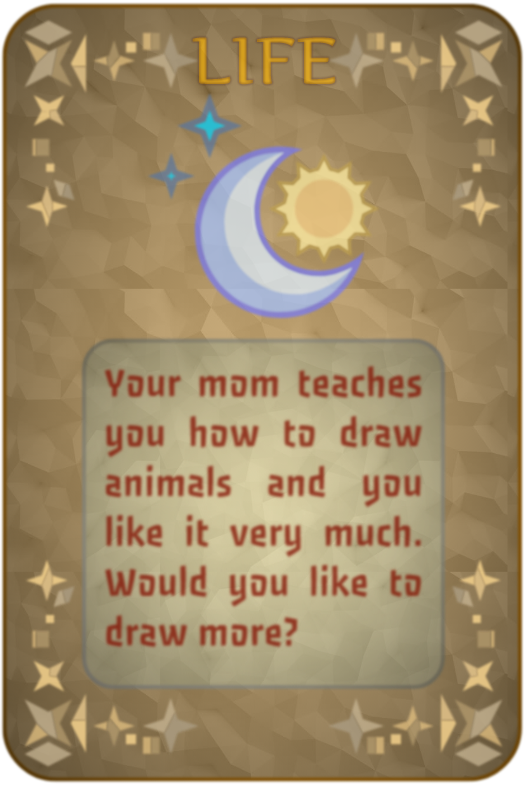 LIFE
Your mom teaches
you how to draw
animals and you
like it very much.
Would you like to
draw more?